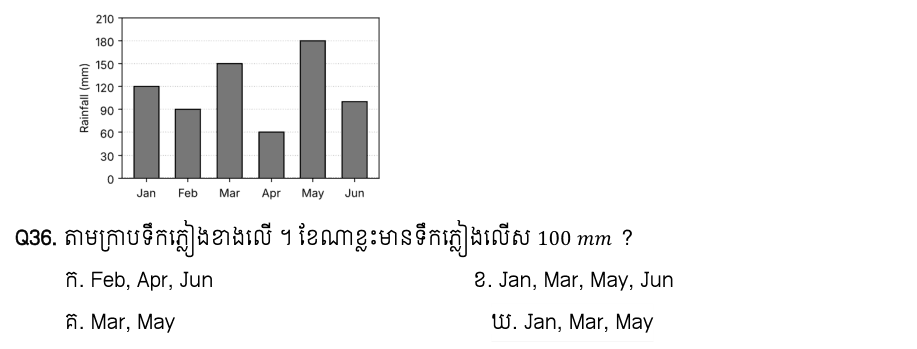 210
180
150
120
90
60
30
0
Rainfall (mm)
Jan Feb Mar Apr May Jun
Q36. តាមក្រាបទឹកភ្លៀងខាងលើ ។ ខែណាខ្លះមានទឹកភ្លៀងលើស 100 mm ?
ក. Feb, Apr, Jun ខ. Jan, Mar, May, Jun
គ. Mar, May ឃ. Jan, Mar, May